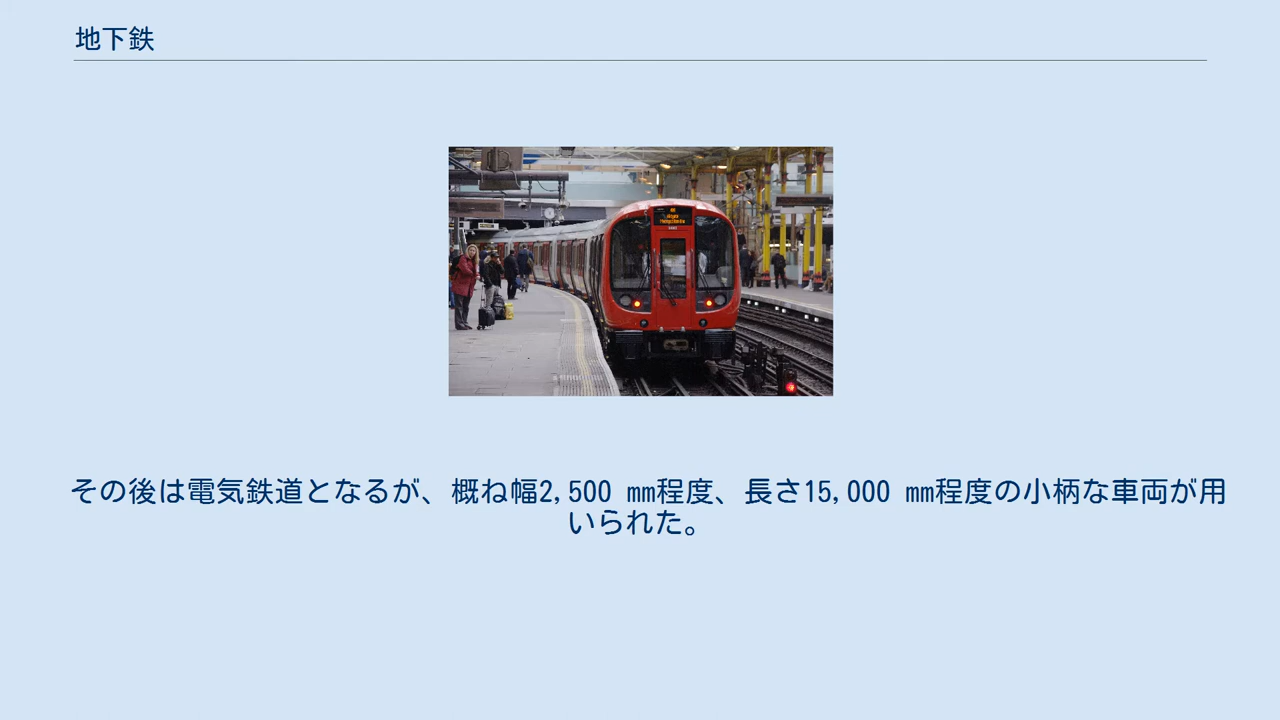 地下鉄
その後は電気鉄道となるが、概ね幅2,500 mm程度、長さ15,000 mm程度の小柄な車両が用
いられた。